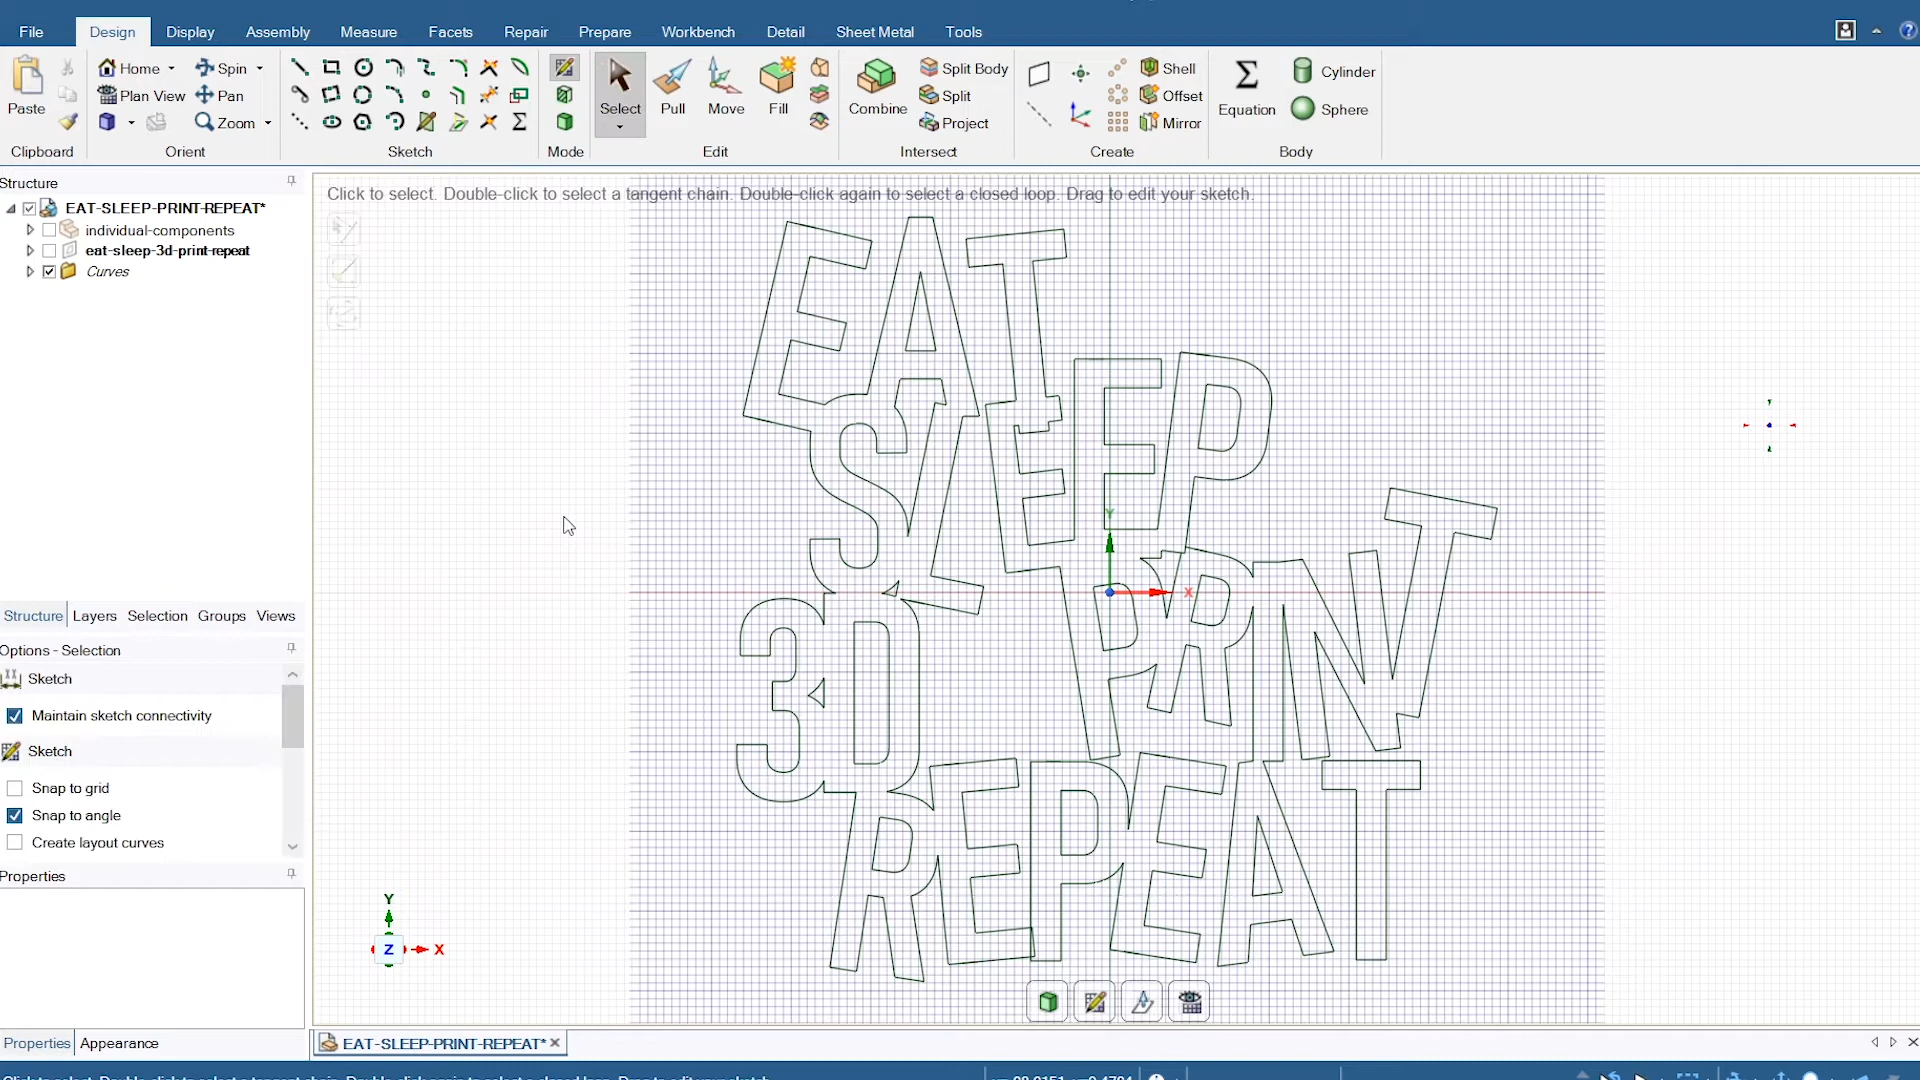 File Design Display Assembly Measure Facets Repair Prepare Workbench Detail Sheet Metal Tools
Paste Home Spin Plan View Pan Zoom Select Pull Move Fill Combine Split Body Split Project Shell Offset Mirror Equation Cylinder Sphere
Clipboard Orient Sketch Mode Edit Intersect Create Body
Structure
EAT-SLEEP-PRINT-REPEAT*
individual-components
eat-sleep-3d-print-repeat
Curves
Structure Layers Selection Groups Views
Options - Selection
Sketch
Maintain sketch connectivity
Sketch
Snap to grid
Snap to angle
Create layout curves
Properties
Properties Appearance
Click to select. Double-click to select a tangent chain. Double-click again to select a closed loop. Drag to edit your sketch.
EAT
SLEEP
3D PRINT
REPEAT
Y
X
Y
Z X
EAT-SLEEP-PRINT-REPEAT*